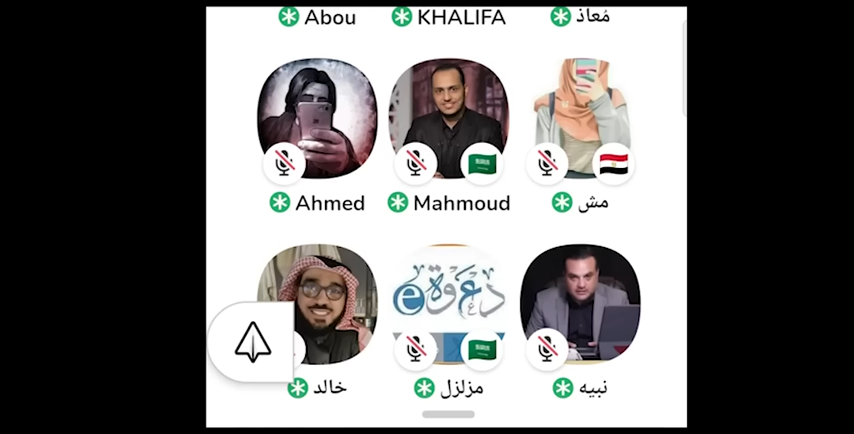 Abou
KHALIFA
مُعاذ
Ahmed
Mahmoud
مش
دعوة
e
خالد
مزلزل
نبيه